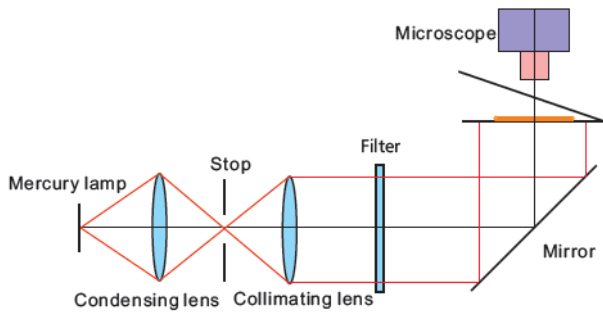 Microscope
Stop
Filter
Mercury lamp
Mirror
Condensing lens
Collimating lens